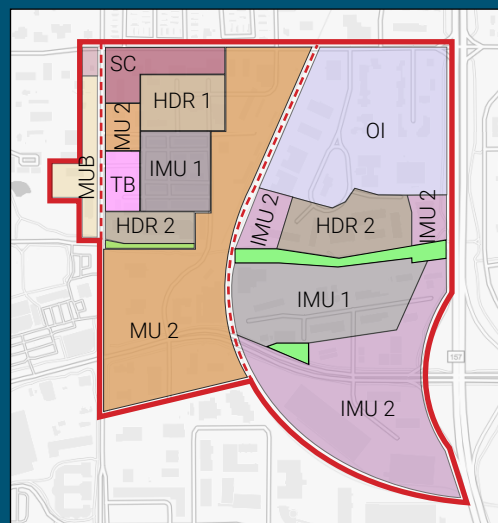 SC
HDR 1
MU 2
OI
MUB
TB
IMU 1
IMU 2
IMU 2
HDR 2
HDR 2
IMU 1
MU 2
157
IMU 2